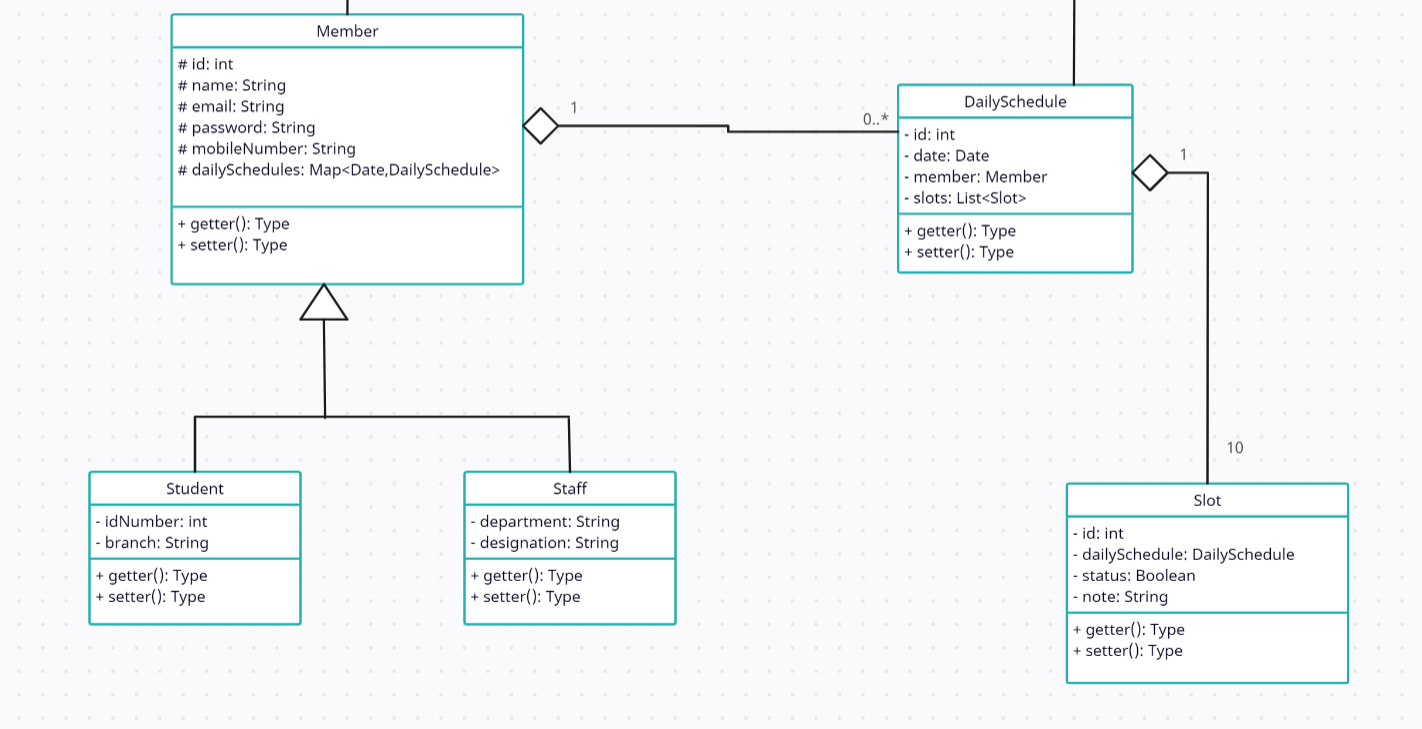 Member
# id: int
# name: String
# email: String
# password: String
# mobileNumber: String
# dailySchedules: Map<Date,DailySchedule>
+ getter(): Type
+ setter(): Type
1
0..*
DailySchedule
- id: int
- date: Date
- member: Member
- slots: List<Slot>
+ getter(): Type
+ setter(): Type
1
10
Student
- idNumber: int
- branch: String
+ getter(): Type
+ setter(): Type
Staff
- department: String
- designation: String
+ getter(): Type
+ setter(): Type
Slot
- id: int
- dailySchedule: DailySchedule
- status: Boolean
- note: String
+ getter(): Type
+ setter(): Type